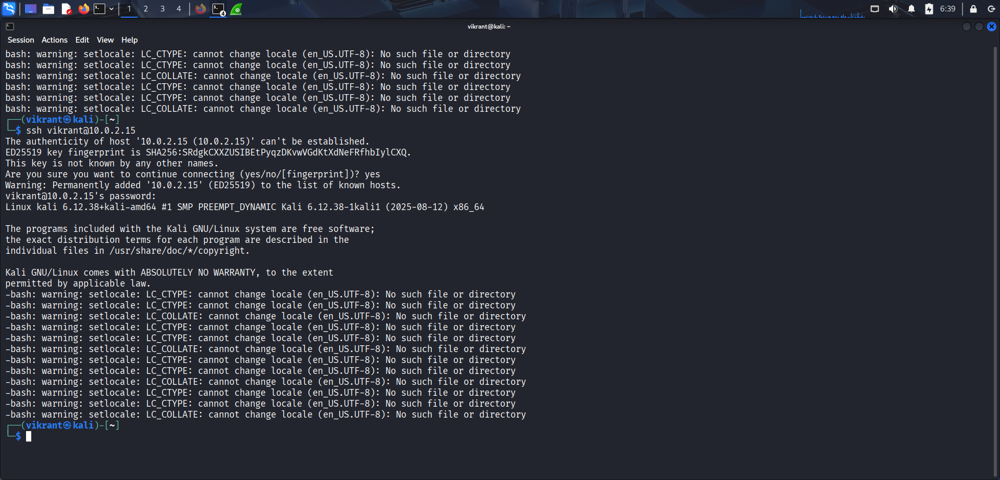 1 2 3 4 4 6:39
vikrant@kali: ~
Session Actions Edit View Help
bash: warning: setlocale: LC_CTYPE: cannot change locale (en_US.UTF-8): No such file or directory
bash: warning: setlocale: LC_CTYPE: cannot change locale (en_US.UTF-8): No such file or directory
bash: warning: setlocale: LC_COLLATE: cannot change locale (en_US.UTF-8): No such file or directory
bash: warning: setlocale: LC_CTYPE: cannot change locale (en_US.UTF-8): No such file or directory
bash: warning: setlocale: LC_CTYPE: cannot change locale (en_US.UTF-8): No such file or directory
bash: warning: setlocale: LC_COLLATE: cannot change locale (en_US.UTF-8): No such file or directory
┌──(vikrant㉿kali)-[~]
└─$ ssh vikrant@10.0.2.15
The authenticity of host '10.0.2.15 (10.0.2.15)' can't be established.
ED25519 key fingerprint is SHA256:SRdgkCXXZUSIBEtPyqzDKvwVGdKtXdNeFRfhbIylCXQ.
This key is not known by any other names.
Are you sure you want to continue connecting (yes/no/[fingerprint])? yes
Warning: Permanently added '10.0.2.15' (ED25519) to the list of known hosts.
vikrant@10.0.2.15's password:
Linux kali 6.12.38+kali-amd64 #1 SMP PREEMPT_DYNAMIC Kali 6.12.38-1kali1 (2025-08-12) x86_64
The programs included with the Kali GNU/Linux system are free software;
the exact distribution terms for each program are described in the
individual files in /usr/share/doc/*/copyright.
Kali GNU/Linux comes with ABSOLUTELY NO WARRANTY, to the extent
permitted by applicable law.
-bash: warning: setlocale: LC_CTYPE: cannot change locale (en_US.UTF-8): No such file or directory
-bash: warning: setlocale: LC_CTYPE: cannot change locale (en_US.UTF-8): No such file or directory
-bash: warning: setlocale: LC_COLLATE: cannot change locale (en_US.UTF-8): No such file or directory
-bash: warning: setlocale: LC_CTYPE: cannot change locale (en_US.UTF-8): No such file or directory
-bash: warning: setlocale: LC_CTYPE: cannot change locale (en_US.UTF-8): No such file or directory
-bash: warning: setlocale: LC_COLLATE: cannot change locale (en_US.UTF-8): No such file or directory
-bash: warning: setlocale: LC_CTYPE: cannot change locale (en_US.UTF-8): No such file or directory
-bash: warning: setlocale: LC_CTYPE: cannot change locale (en_US.UTF-8): No such file or directory
-bash: warning: setlocale: LC_COLLATE: cannot change locale (en_US.UTF-8): No such file or directory
-bash: warning: setlocale: LC_CTYPE: cannot change locale (en_US.UTF-8): No such file or directory
-bash: warning: setlocale: LC_CTYPE: cannot change locale (en_US.UTF-8): No such file or directory
-bash: warning: setlocale: LC_COLLATE: cannot change locale (en_US.UTF-8): No such file or directory
┌──(vikrant㉿kali)-[~]
└─$